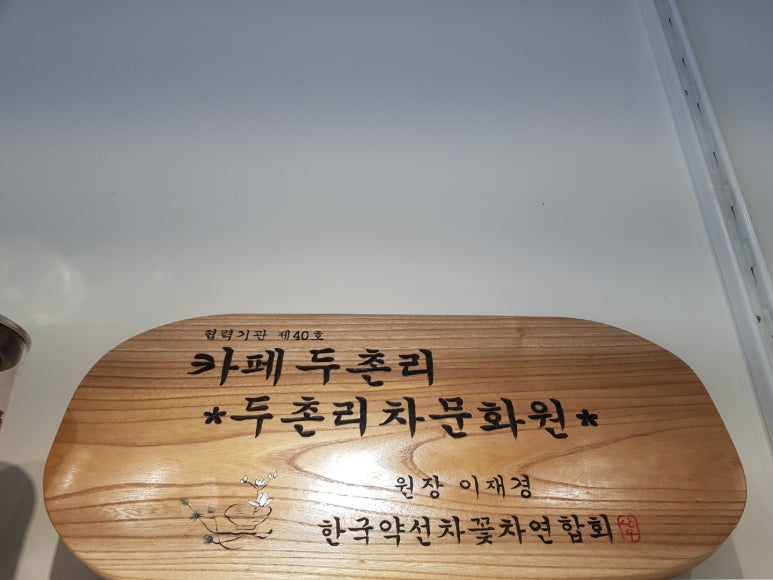 협력기관 제40호
카페 두촌리
*두촌리차문화원*
원장 이재경
한국약선차꽃차연합회